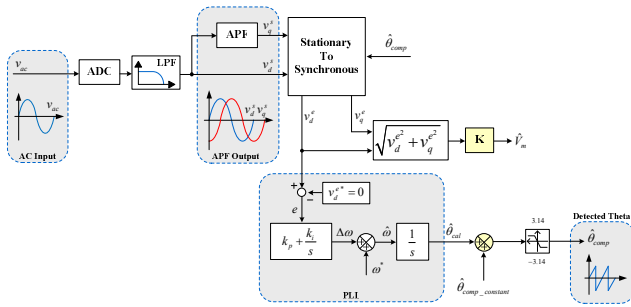 APF
v_q^s
LPF
Stationary
To
Synchronous
v_ac
ADC
v_d^s
θ̂_comp
v_ac
v_d^s v_q^s
AC Input
APF Output
v_d^e
v_q^e
√(v_d^{e2} + v_q^{e2})
K
V̂_m
+
−
v_d^{e*} = 0
e
k_p + k_i/s
Δω
ω̂
1/s
θ̂_cal
ω*
PLL
θ̂_comp_constant
3.14
−3.14
Detected Theta
θ̂_comp